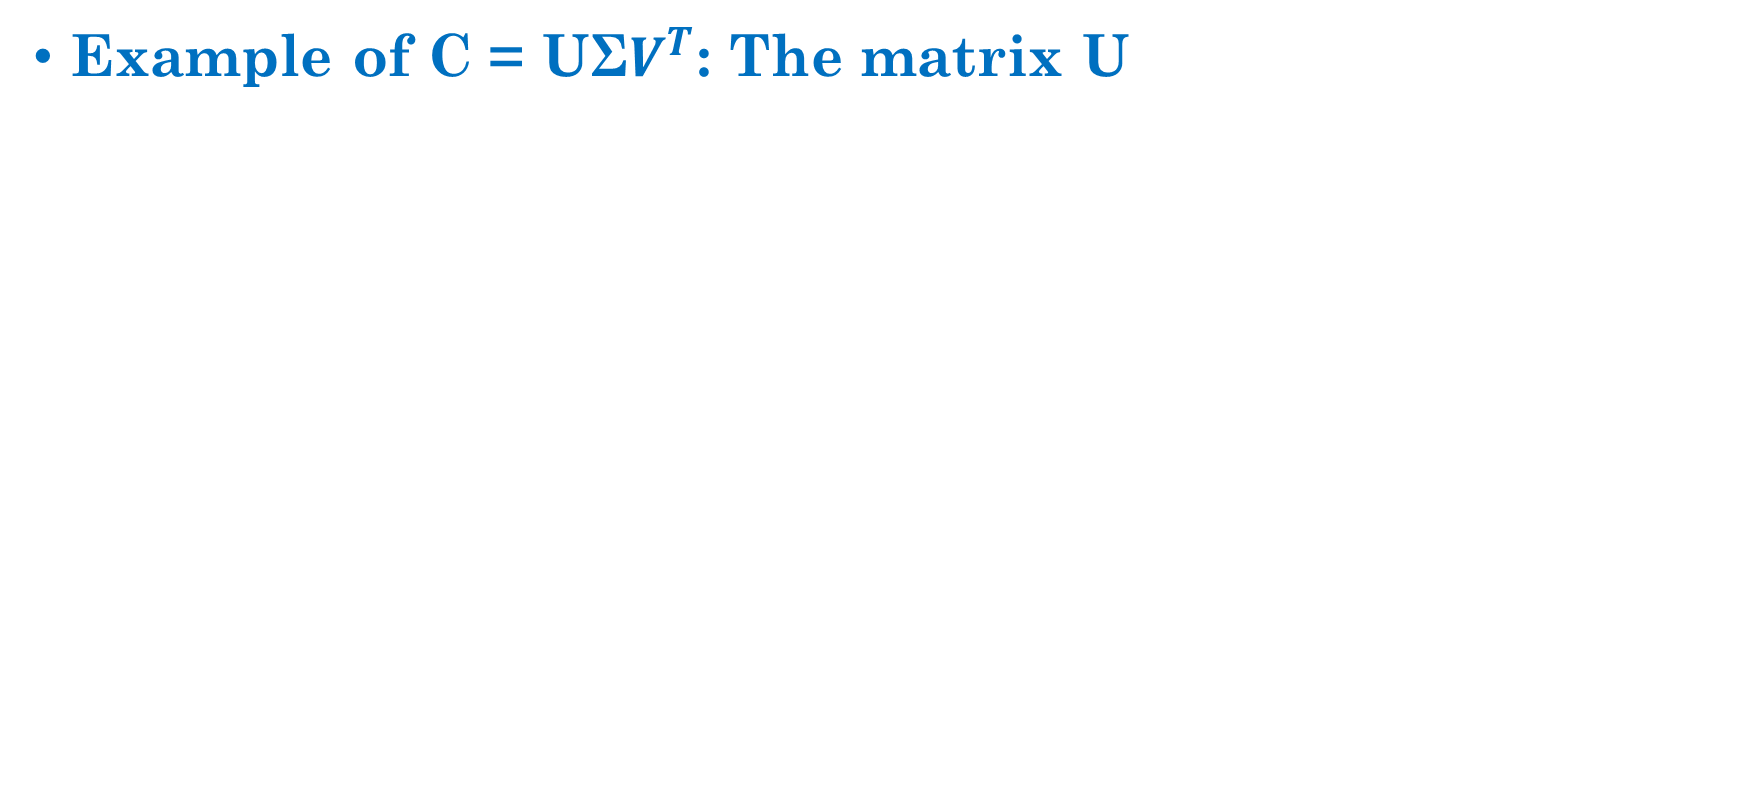 • Example of C = UΣV^T: The matrix U